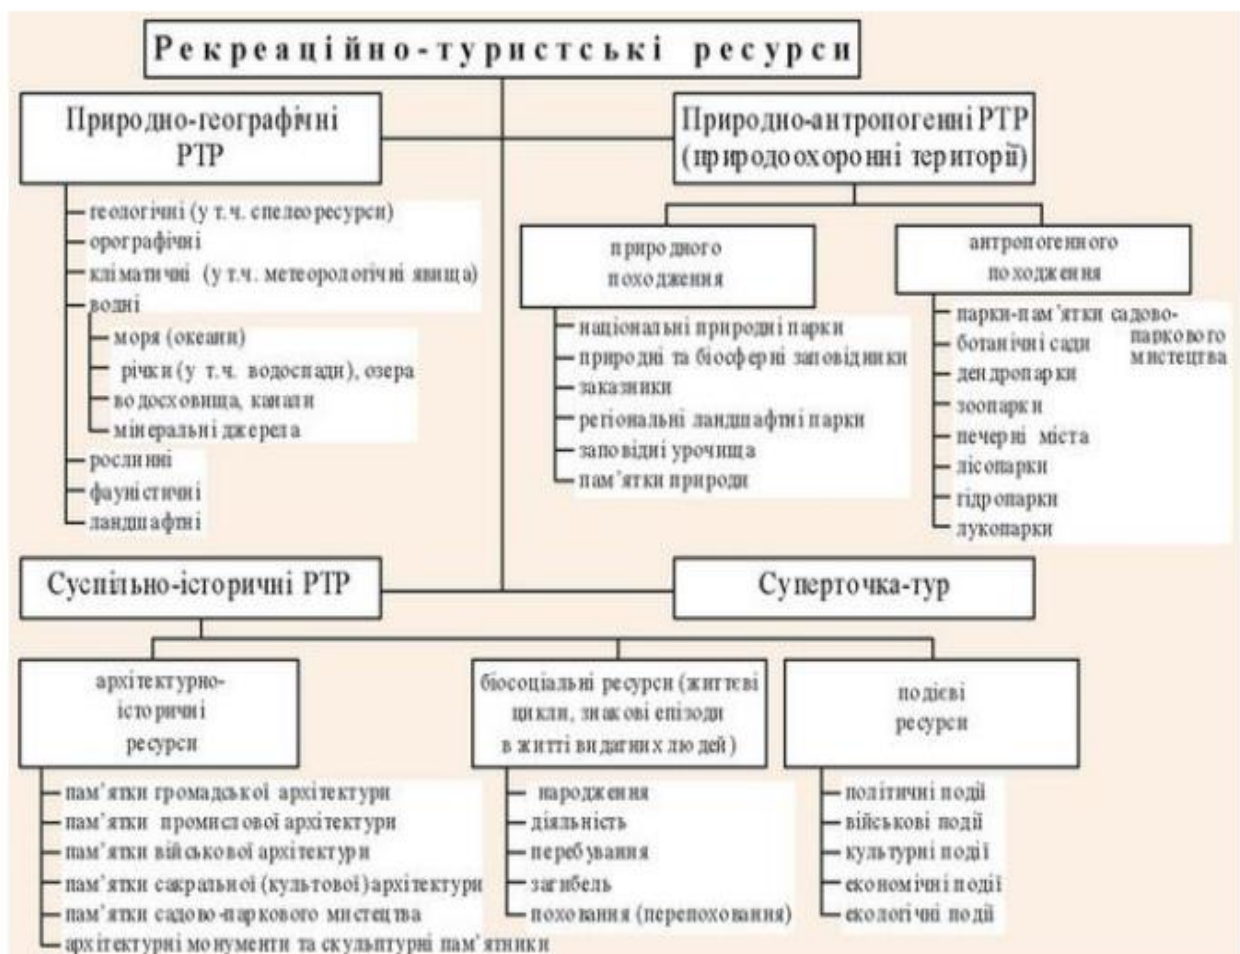 Рекреаційно-туристські ресурси
Природно-географічні
РТР
геологічні (у т.ч. спелеоресурси)
орографічні
кліматичні (у т.ч. метеорологічні явища)
водні
моря (океани)
річки (у т.ч. водоспади), озера
водосховища, канали
мінеральні джерела
рослинні
фауністичні
ландшафтні
Природно-антропогенні РТР
(природоохоронні території)
природного
походження
національні природні парки
природні та біосферні заповідники
заказники
регіональні ландшафтні парки
заповідні урочища
пам’ятки природи
антропогенного
походження
парки-пам’ятки садово-
паркового
мистецтва
ботанічні сади
дендропарки
зоопарки
печерні міста
лісопарки
гідропарки
лукопарки
Суспільно-історичні РТР
Суперточка-тур
архітектурно-
історичні
ресурси
пам’ятки громадської архітектури
пам’ятки промислової архітектури
пам’ятки військової архітектури
пам’ятки сакральної (культової) архітектури
пам’ятки садово-паркового мистецтва
архітектурні монументи та скульптурні пам’ятники
біосоціальні ресурси (життєві
цикли, знакові епізоди
в житті видатних людей)
народження
діяльність
перебування
загибель
поховання (перепоховання)
подієві
ресурси
політичні події
військові події
культурні події
економічні події
екологічні події